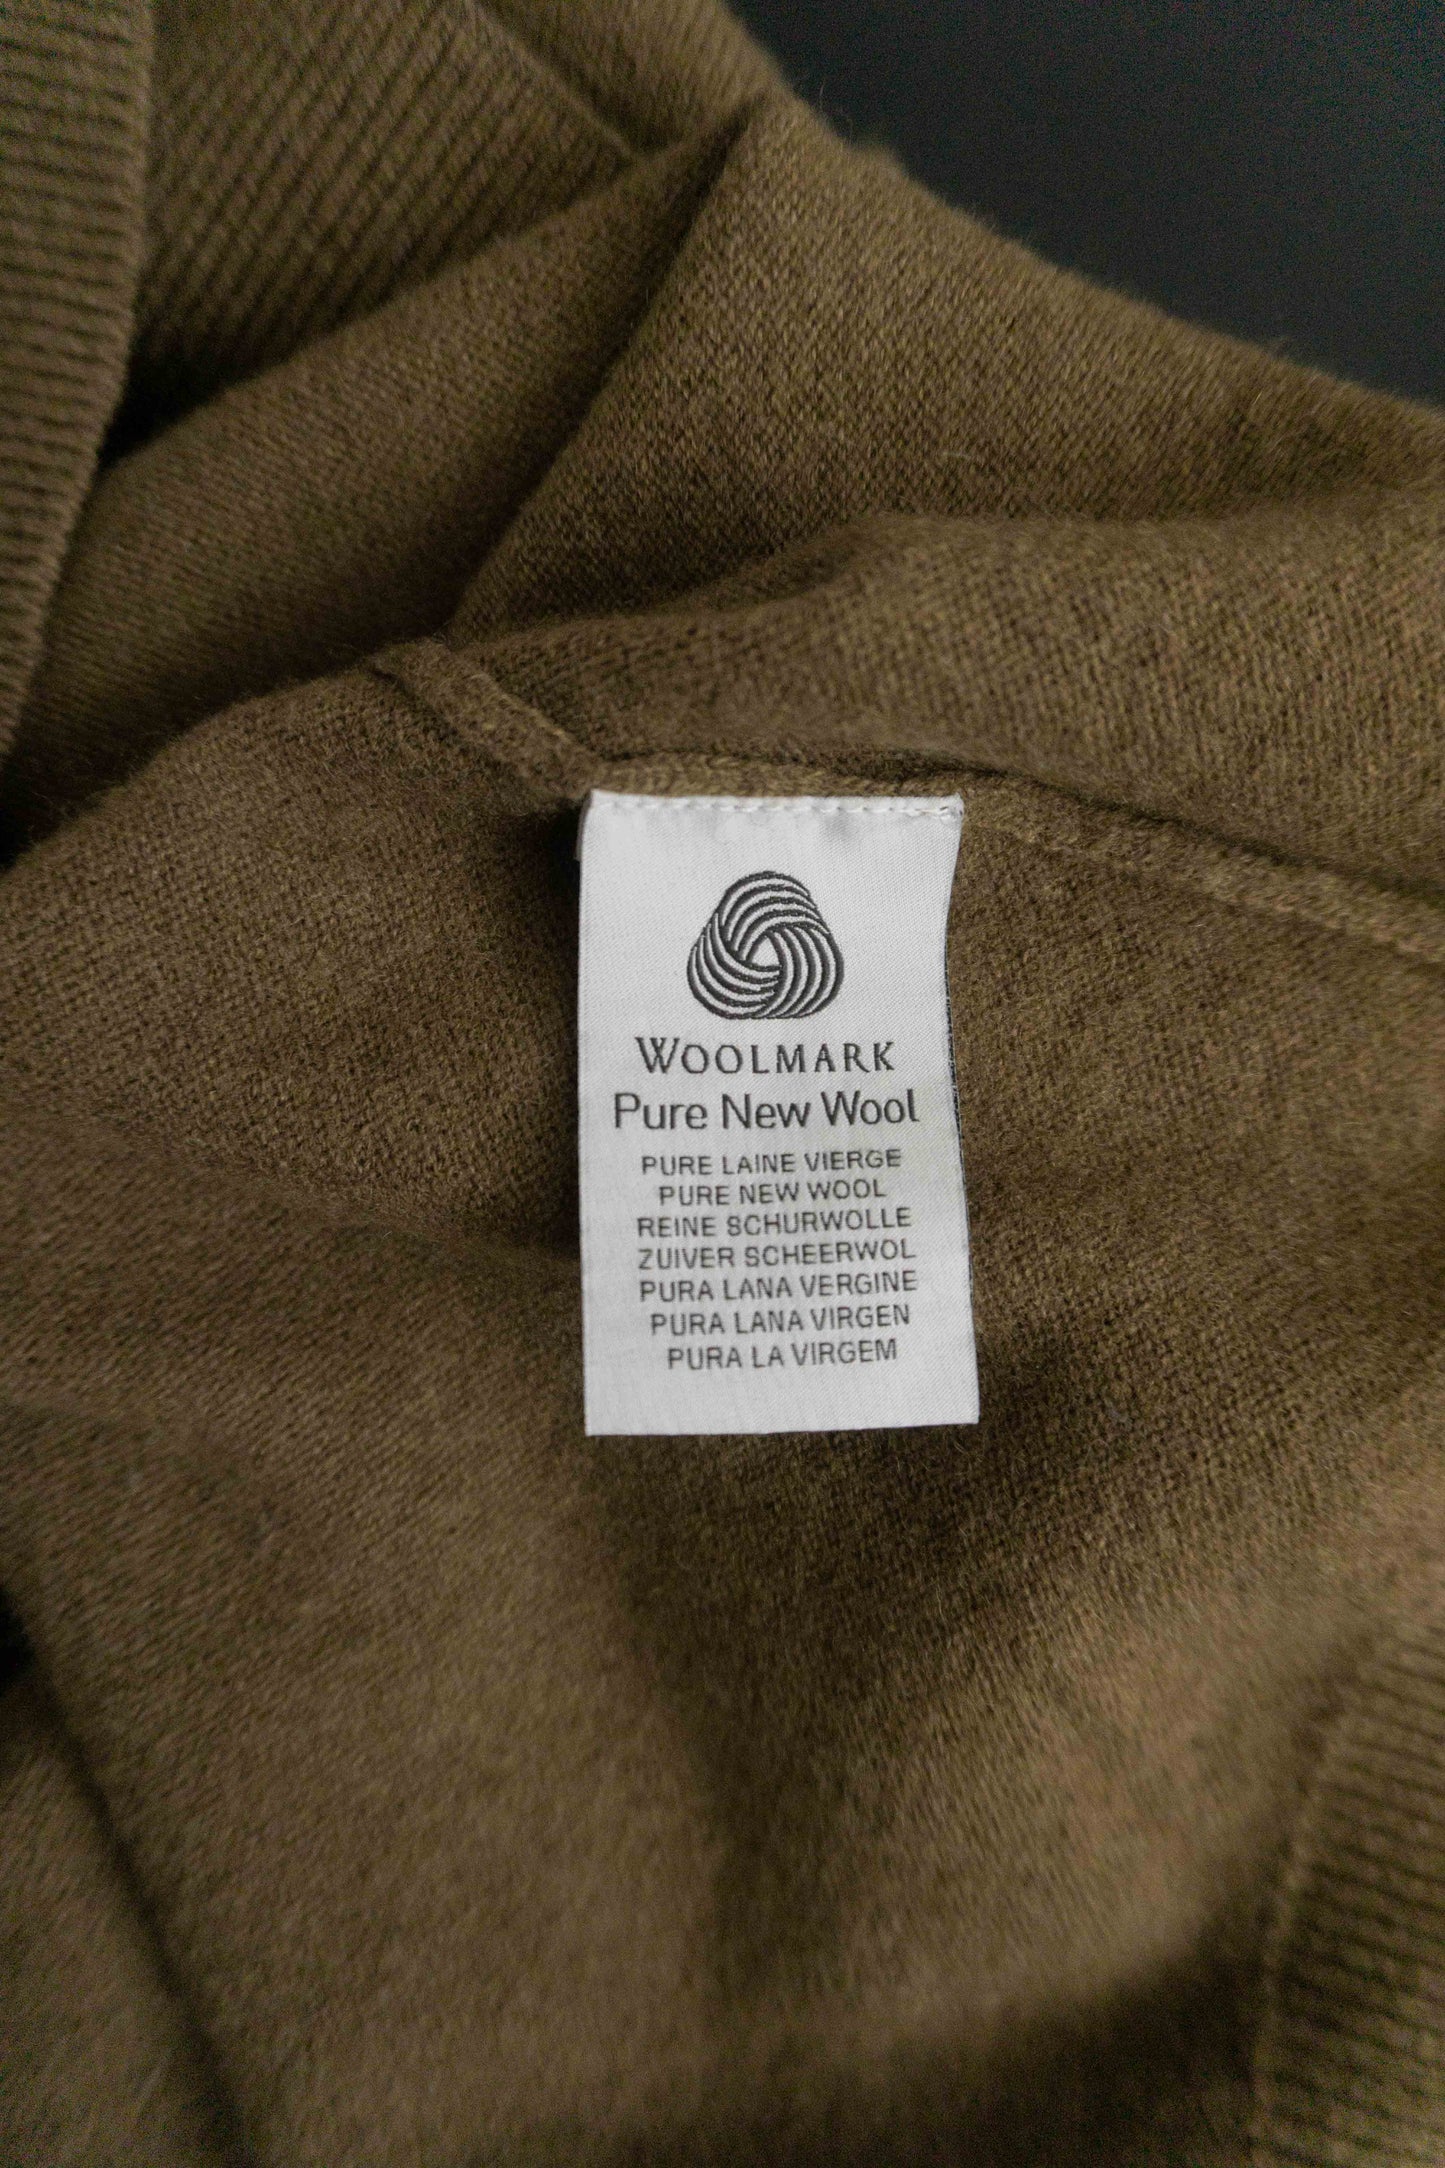 WOOLMARK
Pure New Wool
PURE LAINE VIERGE
PURE NEW WOOL
REINE SCHURWOLLE
ZUIVER SCHEERWOL
PURA LANA VERGINE
PURA LANA VIRGEN
PURA LA VIRGEM